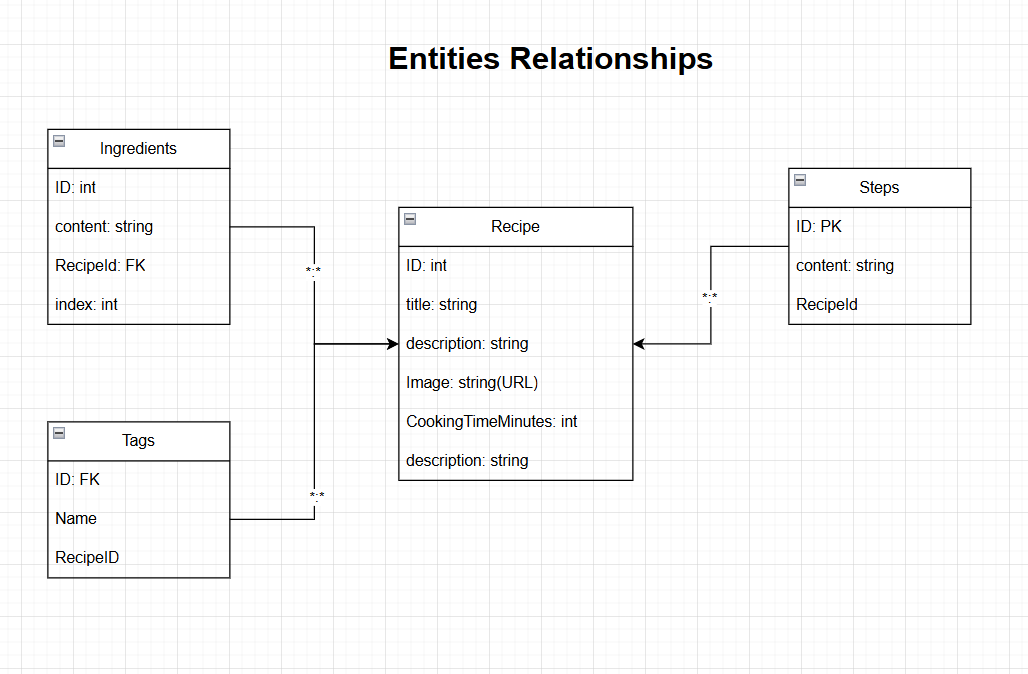 Entities Relationships
Ingredients
ID: int
content: string
RecipeId: FK
index: int
*:*
Recipe
ID: int
title: string
description: string
Image: string(URL)
CookingTimeMinutes: int
description: string
*:*
Steps
ID: PK
content: string
RecipeId
Tags
ID: FK
Name
RecipeID
*:*